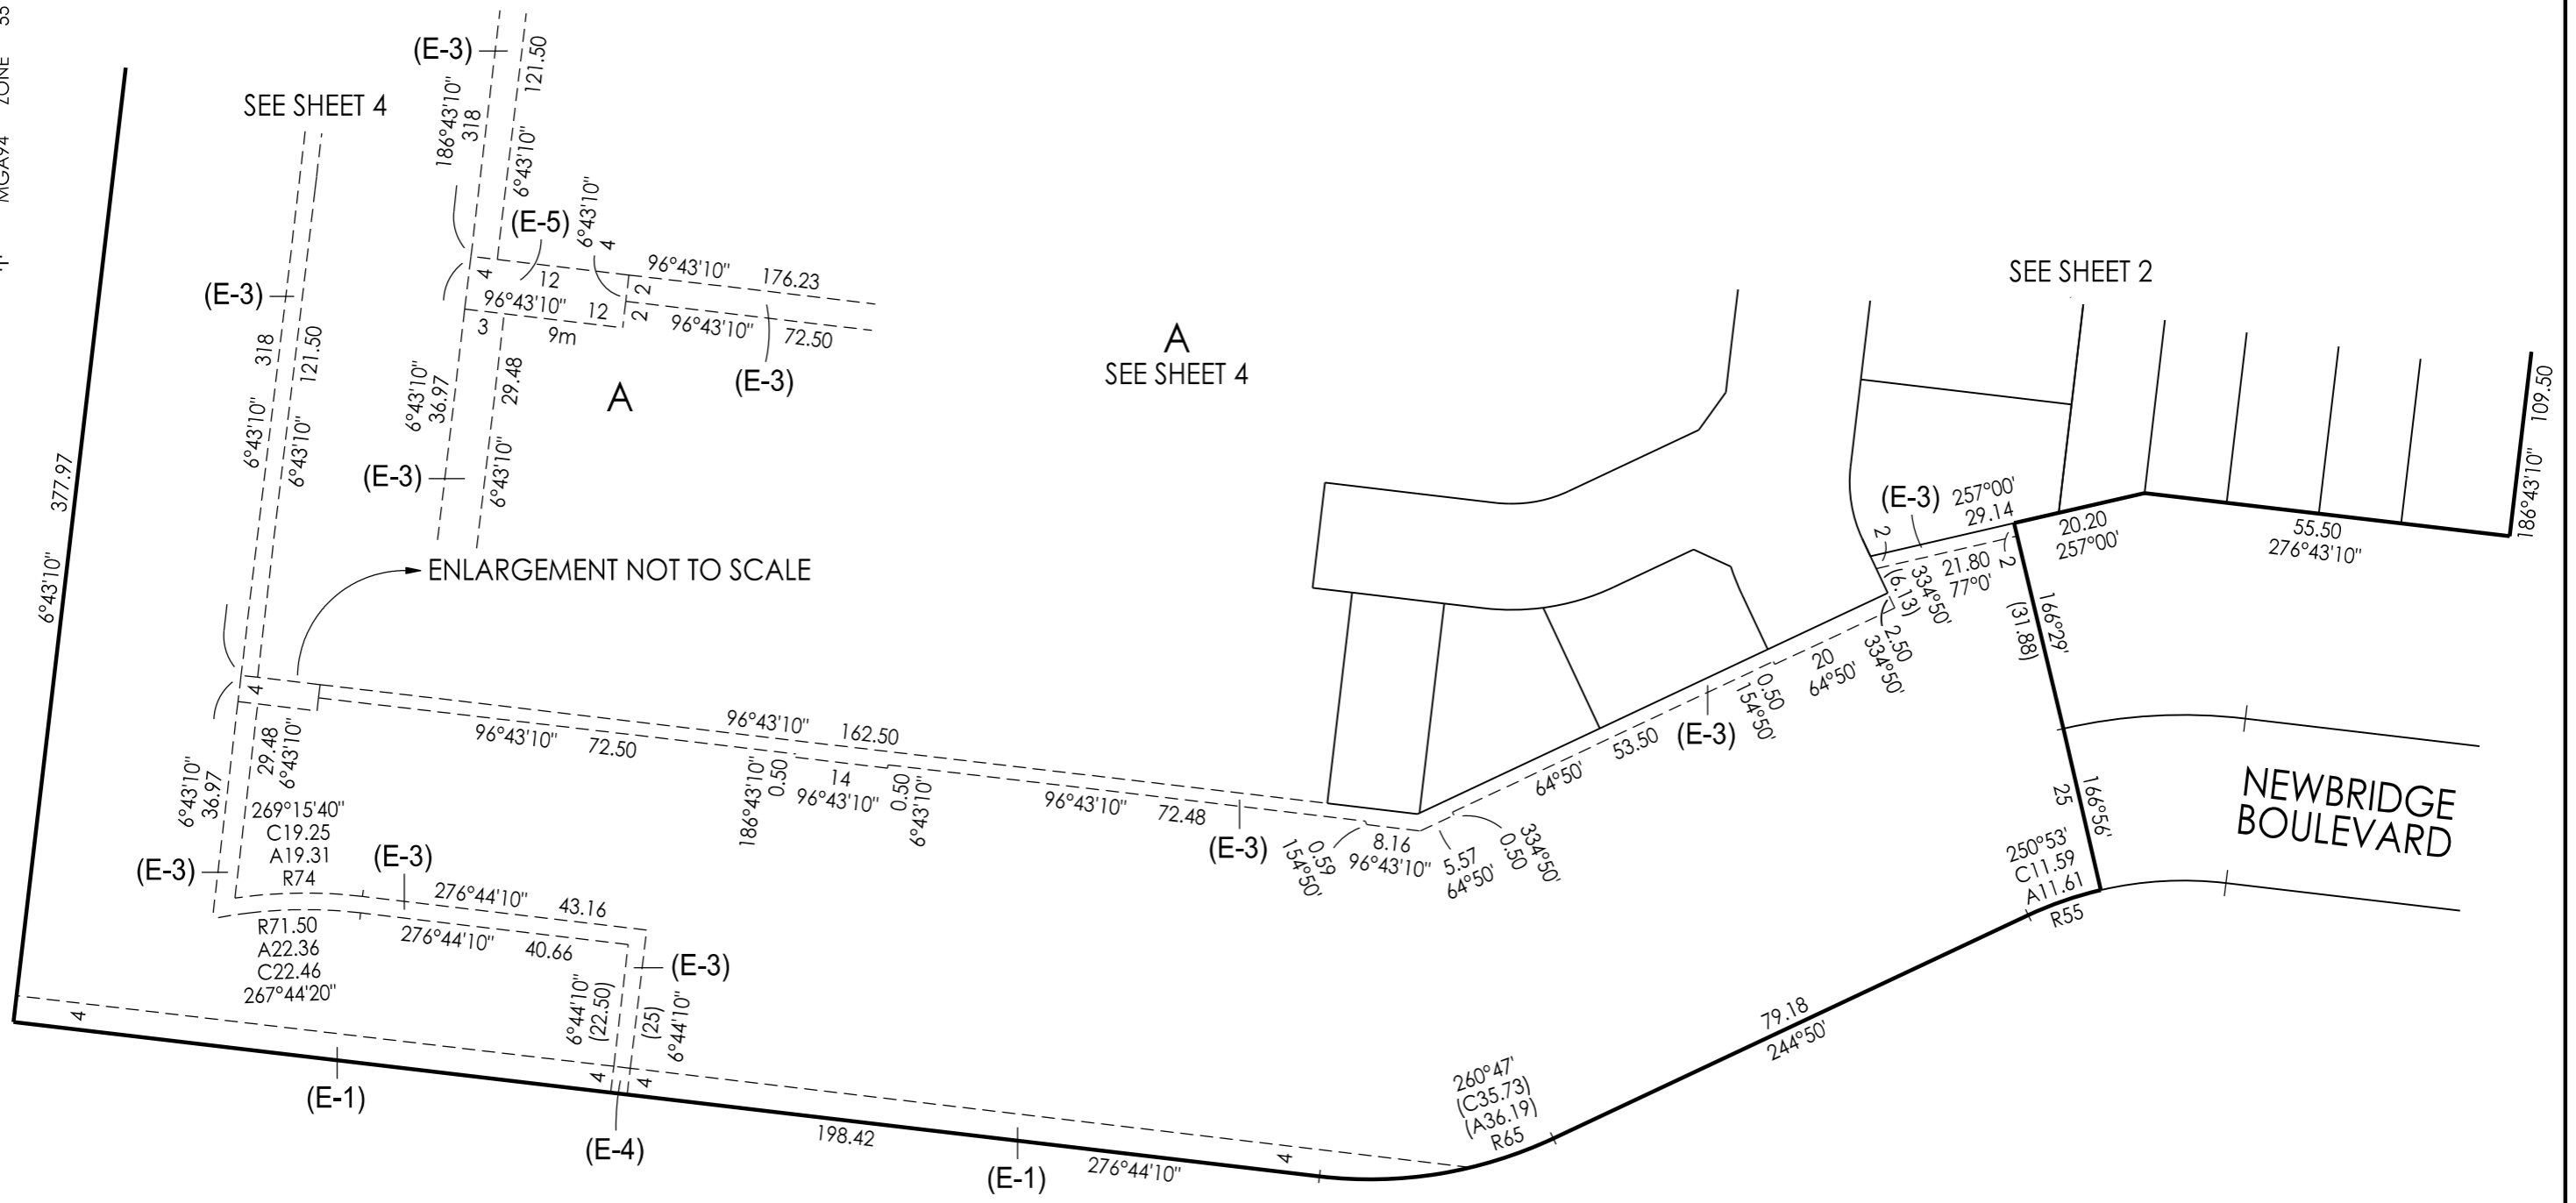 MGA94 ZONE 55
SEE SHEET 4
(E-3)
186°43'10"
318
121.50
6°43'10"
(E-5)
6°43'10"
4
4
12
96°43'10" 12
3
9m
2
2
96°43'10" 176.23
96°43'10" 72.50
(E-3)
(E-3)
318
6°43'10"
121.50
6°43'10"
6°43'10"
36.97
29.48
6°43'10"
(E-3)
A
A
SEE SHEET 4
SEE SHEET 2
ENLARGEMENT NOT TO SCALE
377.97
6°43'10"
4
29.48
6°43'10"
6°43'10"
36.97
(E-3)
269°15'40"
C19.25
A19.31
R74
(E-3)
276°44'10" 43.16
R71.50
A22.36
C22.46
267°44'20"
276°44'10" 40.66
(E-3)
6°44'10"
(22.50)
(25)
6°44'10"
4
4
4
(E-1)
(E-4)
198.42
(E-1)
276°44'10"
4
96°43'10" 162.50
96°43'10" 72.50
186°43'10"
0.50
14
96°43'10"
0.50
6°43'10"
96°43'10" 72.48
(E-3)
0.59
154°50'
8.16
96°43'10"
5.57
64°50'
334°50'
0.50
64°50' 53.50
(E-3)
0.50
154°50'
20
64°50'
2.50
334°50'
(E-3)
257°00'
29.14
2
334°50'
(6.13)
21.80
77°0'
2
20.20
257°00'
55.50
276°43'10"
109.50
186°43'10"
166°29'
(31.88)
166°56'
25
NEWBRIDGE
BOULEVARD
250°53'
C11.59
A11.61
R55
79.18
244°50'
260°47'
(C35.73)
(A36.19)
R65